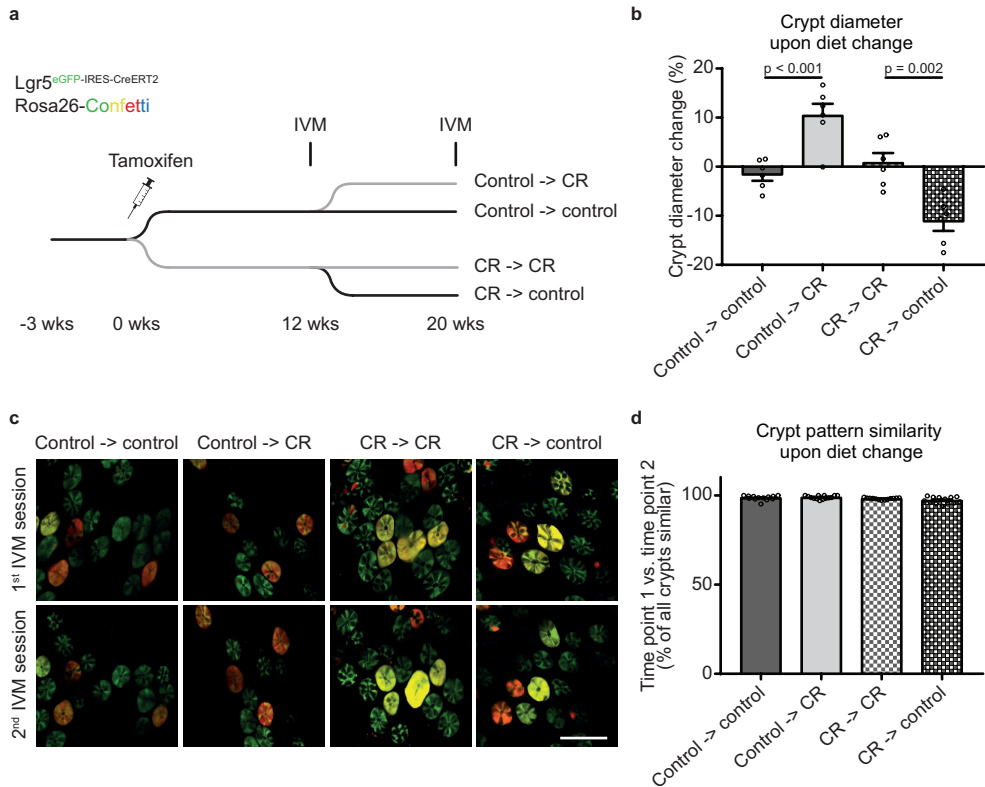 a
Lgr5eGFP-IRES-CreERT2
Rosa26-Confetti
Tamoxifen
IVM
IVM
Control -> CR
Control -> control
CR -> CR
CR -> control
-3 wks
0 wks
12 wks
20 wks
b
Crypt diameter
upon diet change
p < 0.001
p = 0.002
Crypt diameter change (%)
20
10
0
-10
-20
Control -> control
Control -> CR
CR -> CR
CR -> control
c
Control -> control
Control -> CR
CR -> CR
CR -> control
1st IVM session
2nd IVM session
d
Crypt pattern similarity
upon diet change
Time point 1 vs. time point 2
(% of all crypts similar)
100
50
0
Control -> control
Control -> CR
CR -> CR
CR -> control